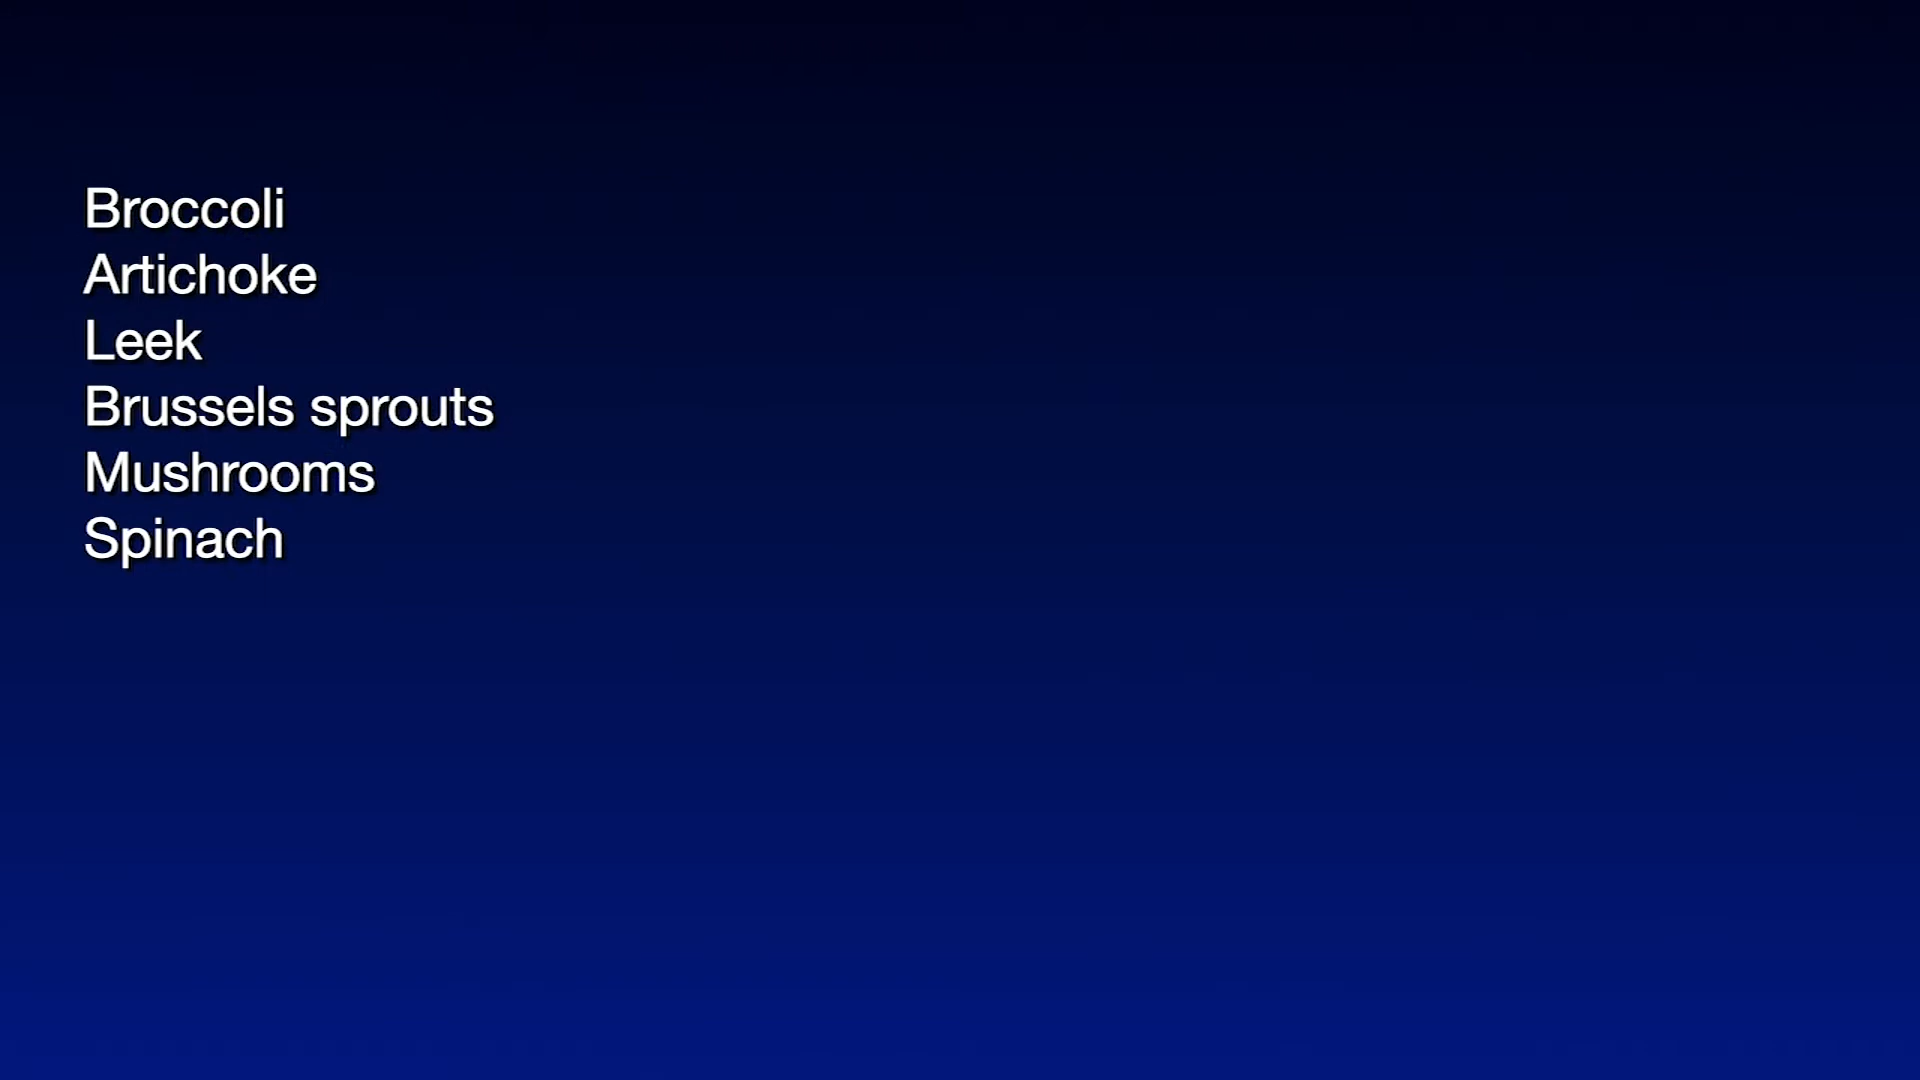 Broccoli
Artichoke
Leek
Brussels sprouts
Mushrooms
Spinach